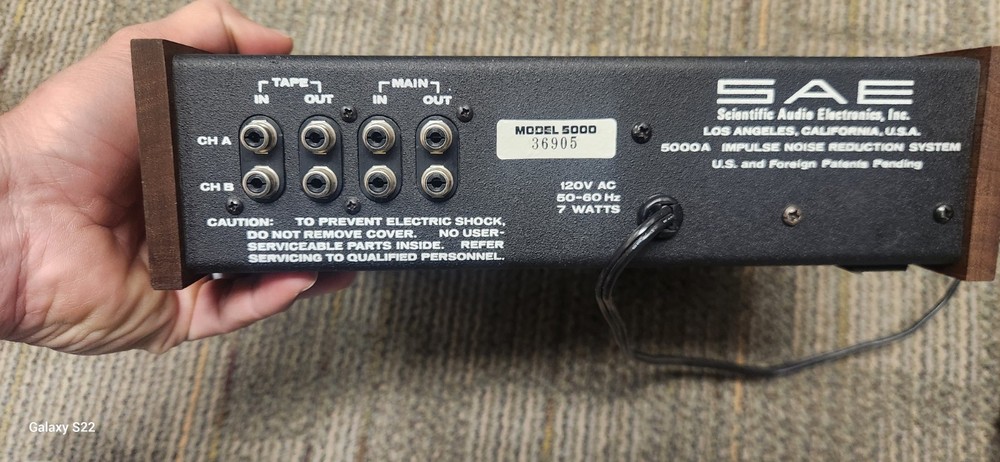 TAPE MAIN
IN OUT IN OUT
CH A
CH B
CAUTION: TO PREVENT ELECTRIC SHOCK,
DO NOT REMOVE COVER. NO USER-
SERVICEABLE PARTS INSIDE. REFER
SERVICING TO QUALIFIED PERSONNEL.
MODEL 5000
36905
120V AC
50-60 Hz
7 WATTS
SAE
Scientific Audio Electronics, Inc.
LOS ANGELES, CALIFORNIA, U.S.A.
5000A IMPULSE NOISE REDUCTION SYSTEM
U.S. and Foreign Patents Pending
Galaxy S22